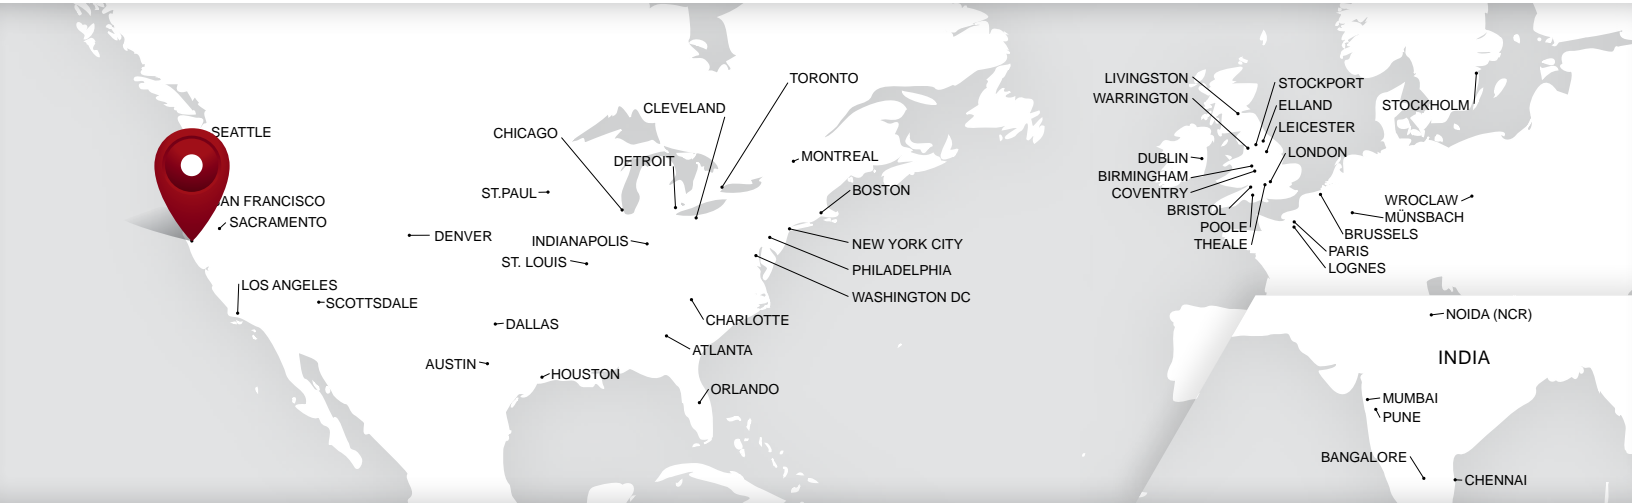 SEATTLE
SAN FRANCISCO
SACRAMENTO
LOS ANGELES
SCOTTSDALE
DENVER
ST.PAUL
CHICAGO
DETROIT
CLEVELAND
TORONTO
MONTREAL
BOSTON
INDIANAPOLIS
ST. LOUIS
NEW YORK CITY
PHILADELPHIA
WASHINGTON DC
CHARLOTTE
ATLANTA
DALLAS
AUSTIN
HOUSTON
ORLANDO
LIVINGSTON
WARRINGTON
STOCKPORT
ELLAND
LEICESTER
LONDON
STOCKHOLM
DUBLIN
BIRMINGHAM
COVENTRY
BRISTOL
POOLE
THEALE
WROCLAW
MÜNSBACH
BRUSSELS
PARIS
LOGNES
NOIDA (NCR)
INDIA
MUMBAI
PUNE
BANGALORE
CHENNAI